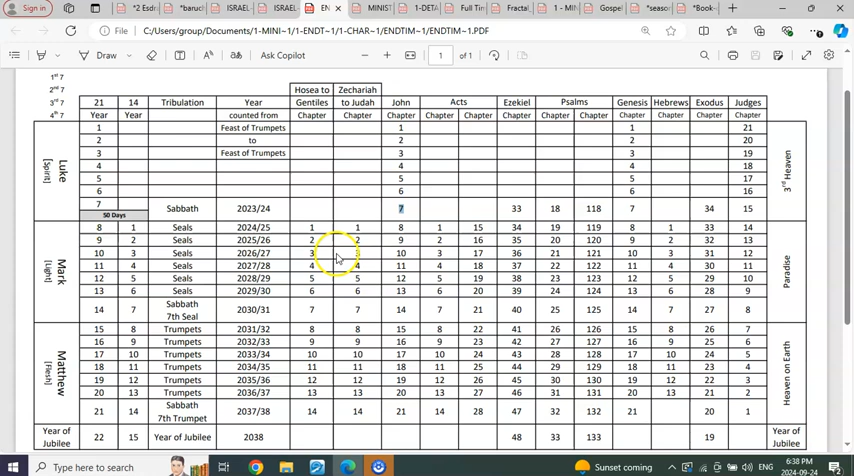 Sign in
*2 Esd
*baruc
ISRAEL
ISRAEL
EN
MINIST
1-DETA
Full Tim
Fractal_
1 - MIN
Gospel
*season
*Book~
File C:/Users/group/Documents/1-MINI~1/1-ENDT~1/1-CHAR~1/ENDTIM~1/ENDTIM~1.PDF
Draw
Ask Copilot
1 of 1
1st 7
2nd 7 Hosea to Zechariah
3rd 7 21 14 Tribulation Year Gentiles to Judah John Acts Ezekiel Psalms Genesis Hebrews Exodus Judges
4th 7 Year Year counted from Chapter Chapter Chapter Chapter Chapter Chapter Chapter Chapter Chapter Chapter Chapter Chapter
Luke [Spirit]
1 Feast of Trumpets 1 1 21
2 to 2 2 20
3 Feast of Trumpets 3 3 19
4 4 4 18
5 5 5 17
6 6 6 16
7 Sabbath 2023/24 7 33 18 118 7 34 15
50 Days
3rd Heaven
Mark [Light]
8 1 Seals 2024/25 1 1 8 1 15 34 19 119 8 1 33 14
9 2 Seals 2025/26 2 2 9 2 16 35 20 120 9 2 32 13
10 3 Seals 2026/27 3 3 10 3 17 36 21 121 10 3 31 12
11 4 Seals 2027/28 4 4 11 4 18 37 22 122 11 4 30 11
12 5 Seals 2028/29 5 5 12 5 19 38 23 123 12 5 29 10
13 6 Seals 2029/30 6 6 13 6 20 39 24 124 13 6 28 9
14 7 Sabbath 7th Seal 2030/31 7 7 14 7 21 40 25 125 14 7 27 8
Paradise
Matthew [Flesh]
15 8 Trumpets 2031/32 8 8 15 8 22 41 26 126 15 8 26 7
16 9 Trumpets 2032/33 9 9 16 9 23 42 27 127 16 9 25 6
17 10 Trumpets 2033/34 10 10 17 10 24 43 28 128 17 10 24 5
18 11 Trumpets 2034/35 11 11 18 11 25 44 29 129 18 11 23 4
19 12 Trumpets 2035/36 12 12 19 12 26 45 30 130 19 12 22 3
20 13 Trumpets 2036/37 13 13 20 13 27 46 31 131 20 13 21 2
21 14 Sabbath 7th Trumpet 2037/38 14 14 21 14 28 47 32 132 21 20 1
Heaven on Earth
Year of Jubilee 22 15 Year of Jubilee 2038 48 33 133 19 Year of Jubilee
Type here to search
Sunset coming
ENG
6:38 PM
2024-09-24
2